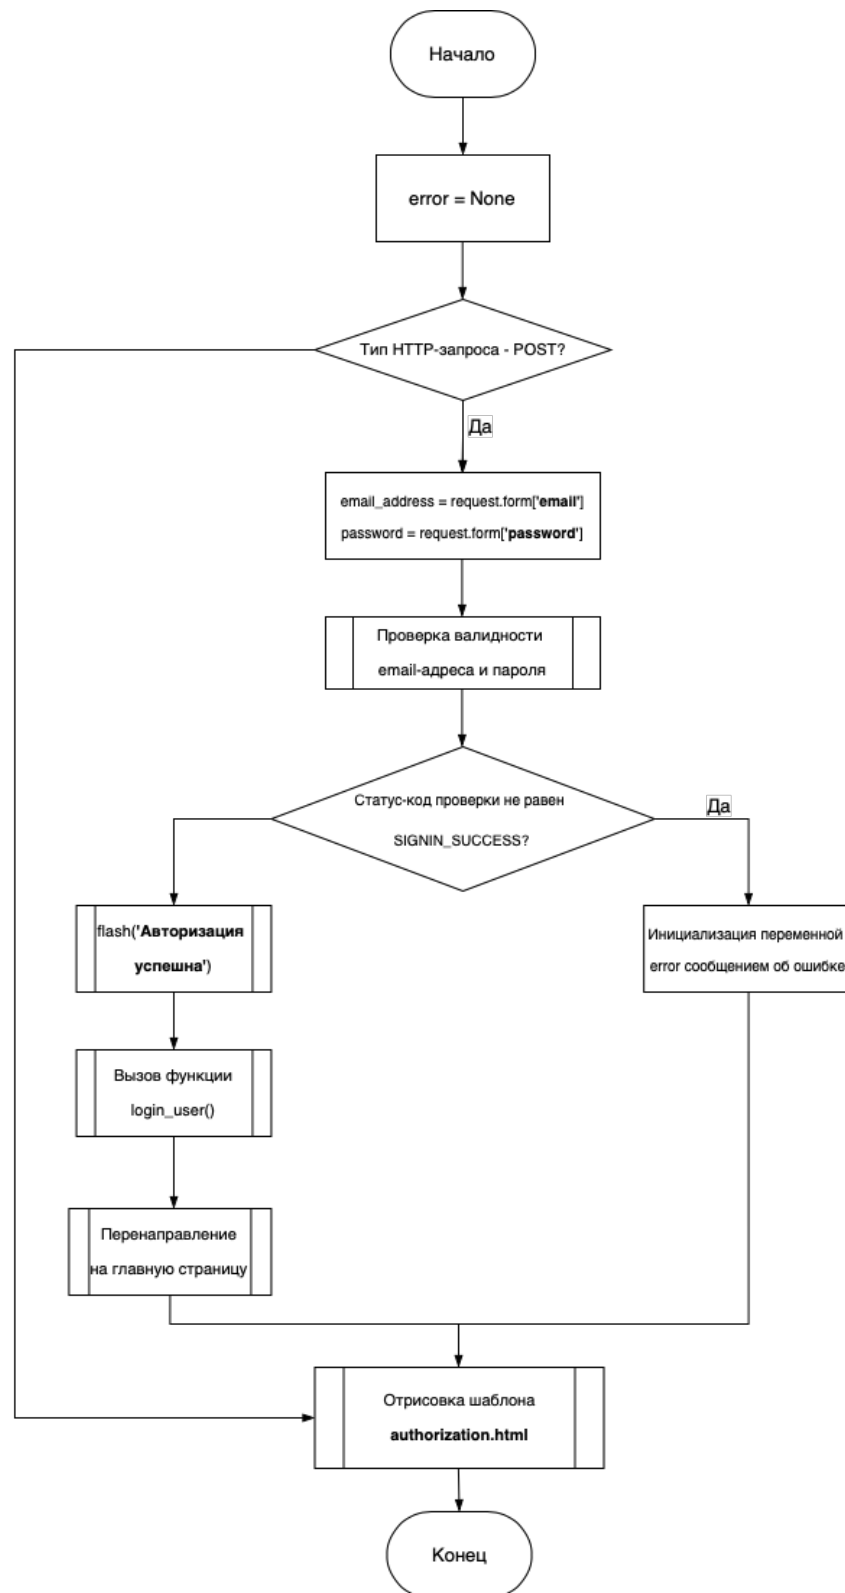 Начало
error = None
Тип HTTP-запроса - POST?
Да
email_address = request.form['email']
password = request.form['password']
Проверка валидности
email-адреса и пароля
Статус-код проверки не равен
SIGNIN_SUCCESS?
Да
flash('Авторизация
успешна')
Инициализация переменной
error сообщением об ошибке
Вызов функции
login_user()
Перенаправление
на главную страницу
Отрисовка шаблона
authorization.html
Конец